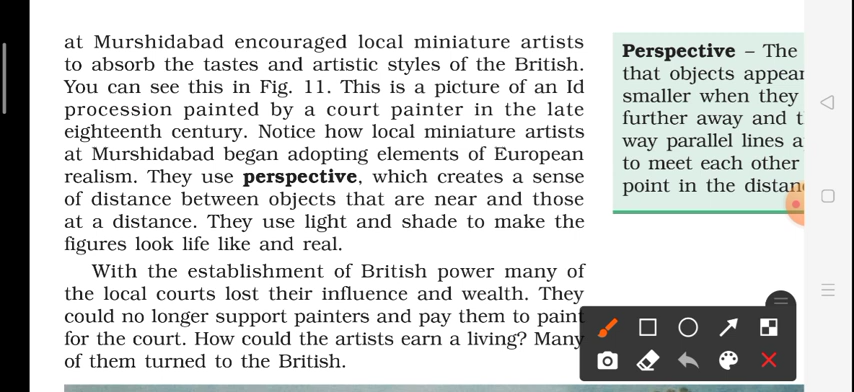 at Murshidabad encouraged local miniature artists
to absorb the tastes and artistic styles of the British.
You can see this in Fig. 11. This is a picture of an Id
procession painted by a court painter in the late
eighteenth century. Notice how local miniature artists
at Murshidabad began adopting elements of European
realism. They use perspective, which creates a sense
of distance between objects that are near and those
at a distance. They use light and shade to make the
figures look life like and real.
With the establishment of British power many of
the local courts lost their influence and wealth. They
could no longer support painters and pay them to paint
for the court. How could the artists earn a living? Many
of them turned to the British.
Perspective – The
that objects appear
smaller when they
further away and t
way parallel lines a
to meet each other
point in the distan